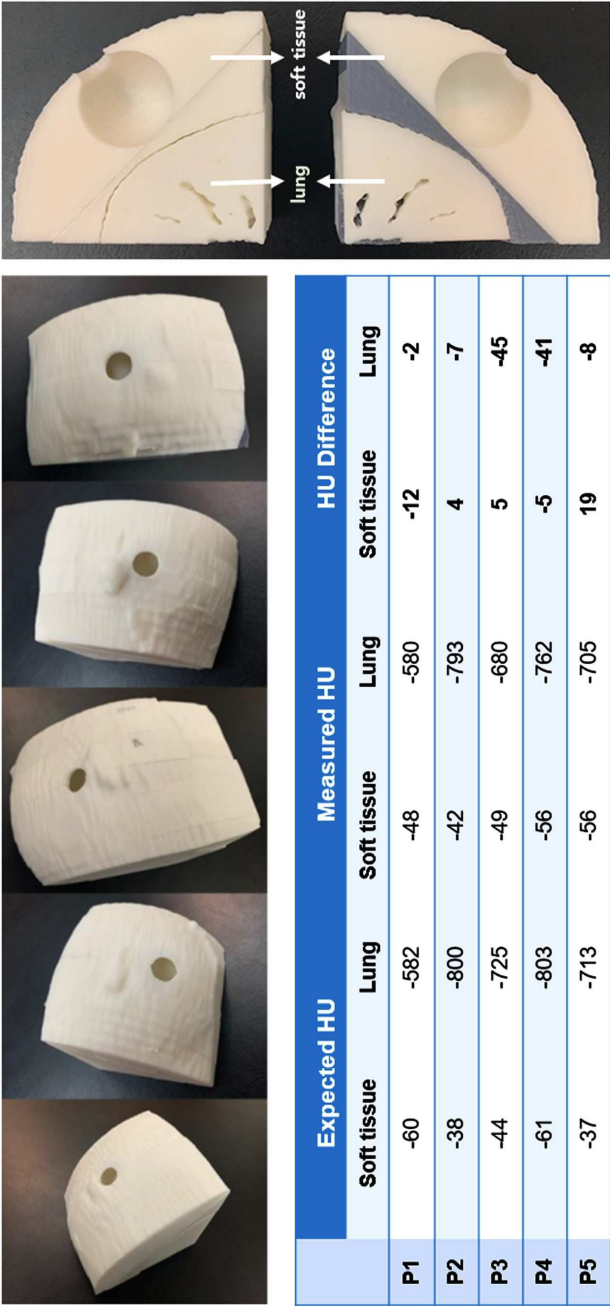 soft tissue
lung
Expected HU Measured HU HU Difference
Soft tissue Lung Soft tissue Lung Soft tissue Lung
P1 -60 -582 -48 -580 -12 -2
P2 -38 -800 -42 -793 4 -7
P3 -44 -725 -49 -680 5 -45
P4 -61 -803 -56 -762 -5 -41
P5 -37 -713 -56 -705 19 -8